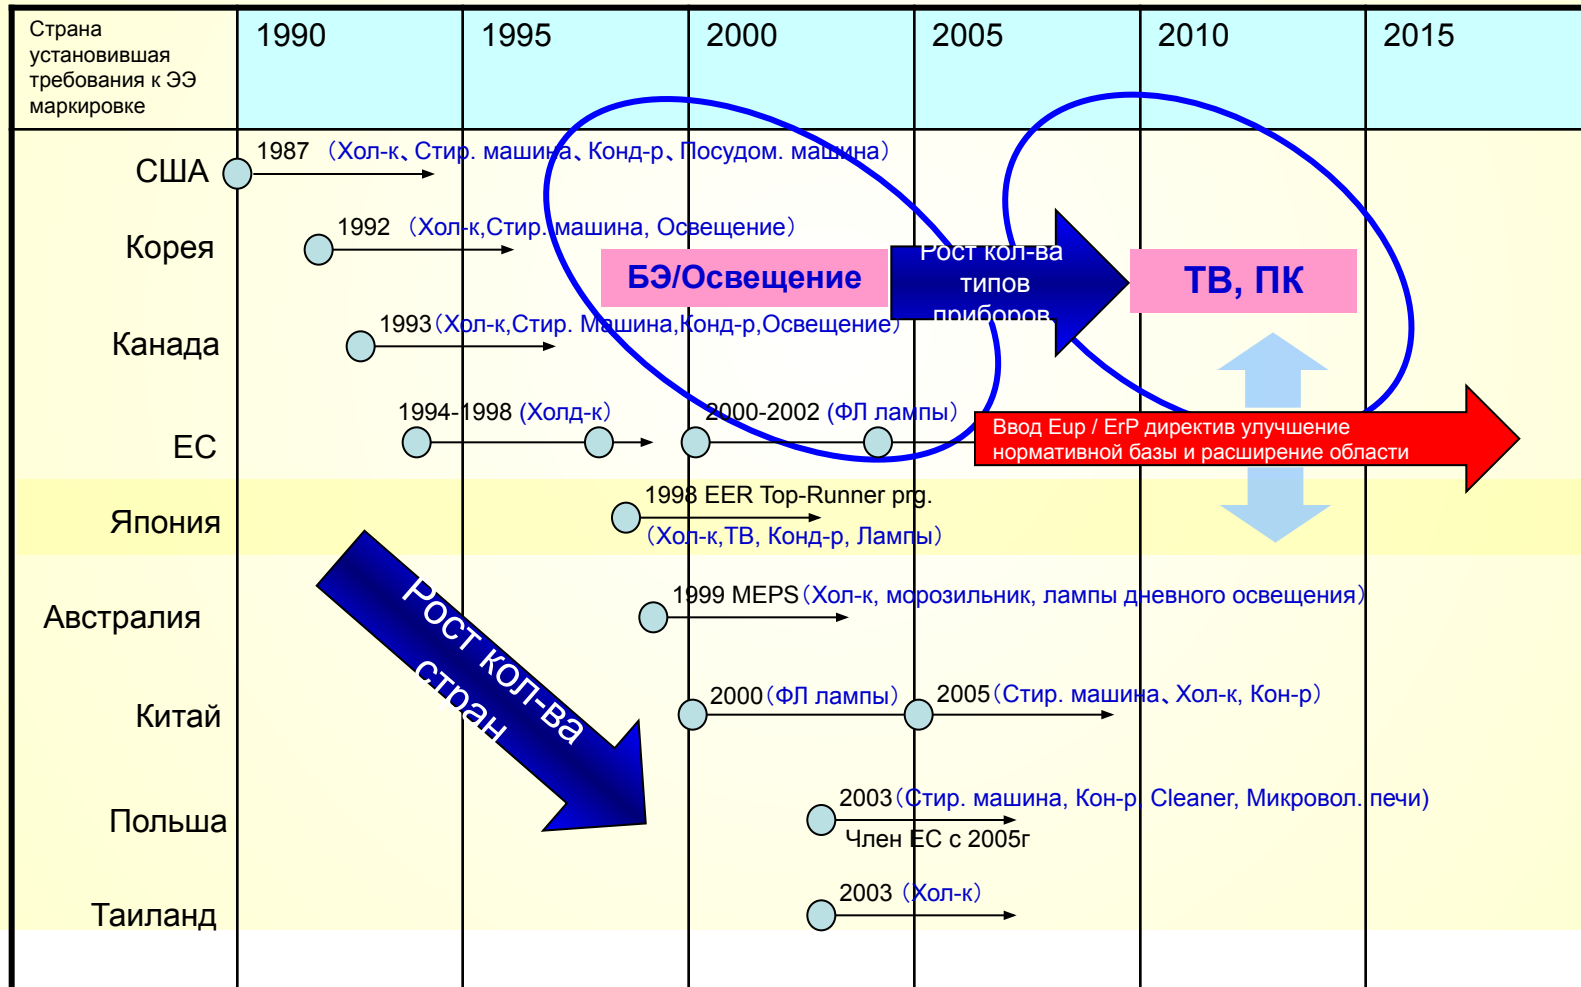 Страна
установившая
требования к ЭЭ
маркировке
1990
1995
2000
2005
2010
2015
США
1987 （Хол-к、Стир. машина、Конд-р、Посудом. машина）
Корея
1992 （Хол-к,Стир. машина, Освещение）
БЭ/Освещение
Рост кол-ва
типов
приборов
ТВ, ПК
Канада
1993（Хол-к,Стир. Машина,Конд-р,Освещение）
ЕС
1994-1998 (Холд-к）
2000-2002 (ФЛ лампы）
Ввод Eup / ErP директив улучшение
нормативной базы и расширение области
Япония
1998 EER Top-Runner prg.
（Хол-к,ТВ, Конд-р, Лампы）
Рост кол-ва
стран
Австралия
1999 MEPS（Хол-к, морозильник, лампы дневного освещения）
Китай
2000（ФЛ лампы）
2005（Стир. машина、Хол-к, Кон-р）
Польша
2003（Стир. машина, Кон-р, Cleaner, Микровол. печи)
Член ЕС с 2005г
Таиланд
2003（Хол-к）